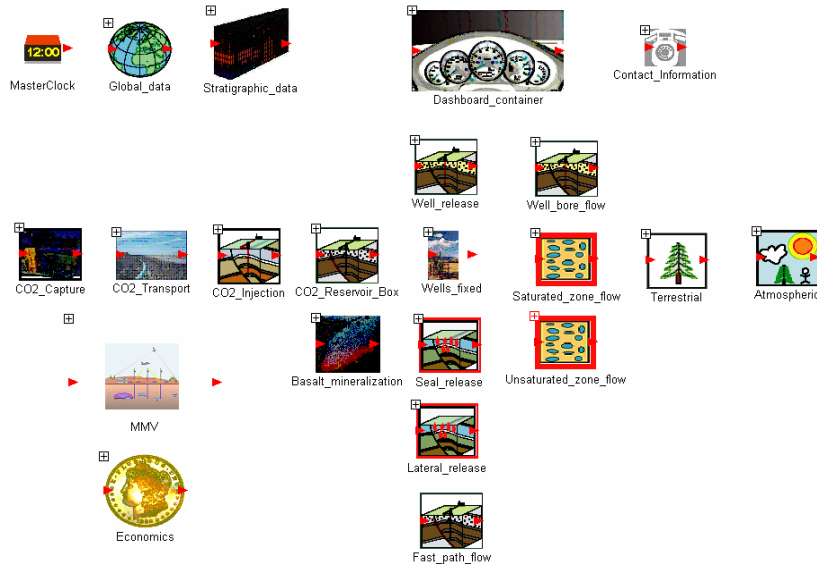 12:00
MasterClock
Global_data
Stratigraphic_data
Dashboard_container
Contact_Information
Well_release
Well_bore_flow
CO2_Capture
CO2_Transport
CO2_Injection
CO2_Reservoir_Box
Wells_fixed
Saturated_zone_flow
Terrestrial
Atmospheric
Basalt_mineralization
Seal_release
Unsaturated_zone_flow
MMV
Lateral_release
Economics
Fast_path_flow